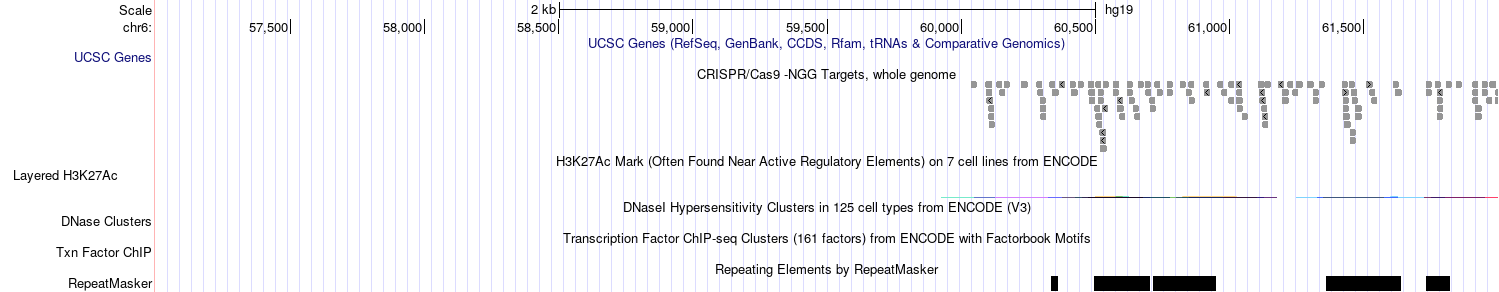 Scale 2 kb hg19
chr6: 57,500 58,000 58,500 59,000 59,500 60,000 60,500 61,000 61,500
UCSC Genes (RefSeq, GenBank, CCDS, Rfam, tRNAs & Comparative Genomics)
UCSC Genes
CRISPR/Cas9 -NGG Targets, whole genome
H3K27Ac Mark (Often Found Near Active Regulatory Elements) on 7 cell lines from ENCODE
Layered H3K27Ac
DNaseI Hypersensitivity Clusters in 125 cell types from ENCODE (V3)
DNase Clusters
Transcription Factor ChIP-seq Clusters (161 factors) from ENCODE with Factorbook Motifs
Txn Factor ChIP
Repeating Elements by RepeatMasker
RepeatMasker